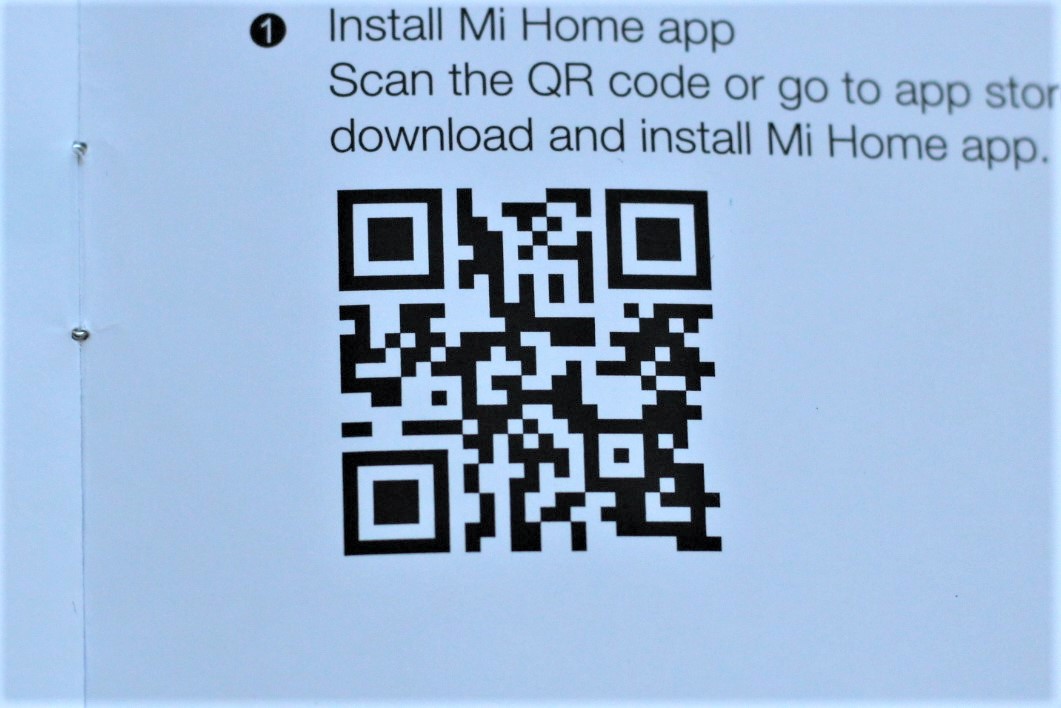 1 Install Mi Home app
Scan the QR code or go to app stor
download and install Mi Home app.